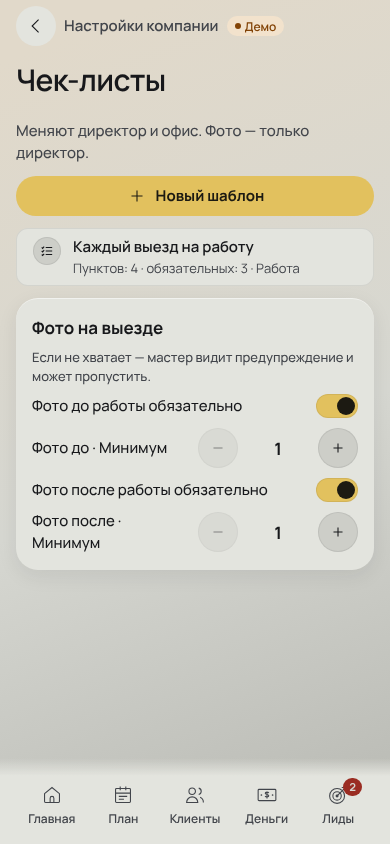 Настройки компании
Демо
Чек-листы
Меняют директор и офис. Фото — только
директор.
+ Новый шаблон
Каждый выезд на работу
Пунктов: 4 · обязательных: 3 · Работа
Фото на выезде
Если не хватает — мастер видит предупреждение и
может пропустить.
Фото до работы обязательно
Фото до · Минимум − 1 +
Фото после работы обязательно
Фото после ·
Минимум − 1 +
2
Главная План Клиенты Деньги Лиды